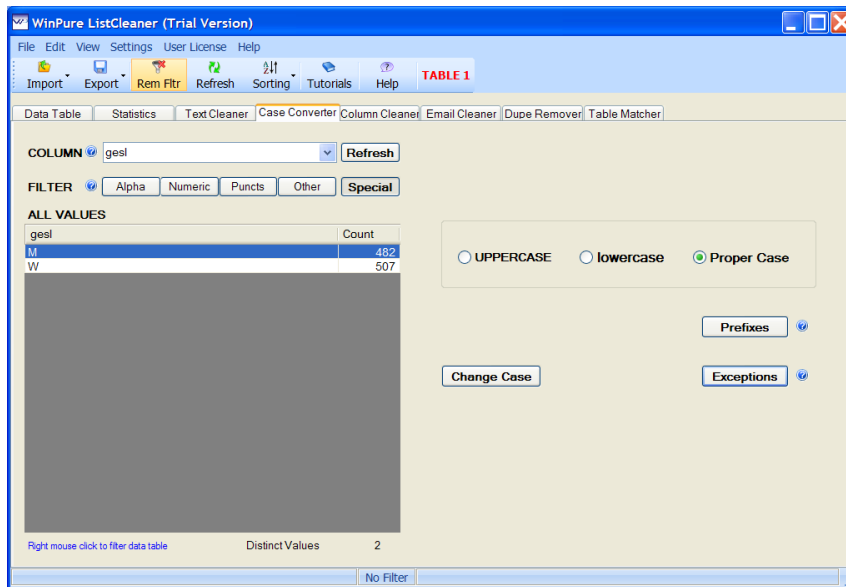 WinPure ListCleaner (Trial Version)
File Edit View Settings User License Help
Import Export Rem Fltr Refresh Sorting Tutorials Help TABLE 1
Data Table Statistics Text Cleaner Case Converter Column Cleaner Email Cleaner Dupe Remover Table Matcher
COLUMN gesl Refresh
FILTER Alpha Numeric Puncts Other Special
ALL VALUES
gesl Count
M 482
W 507
UPPERCASE lowercase Proper Case
Prefixes
Change Case Exceptions
Right mouse click to filter data table Distinct Values 2
No Filter